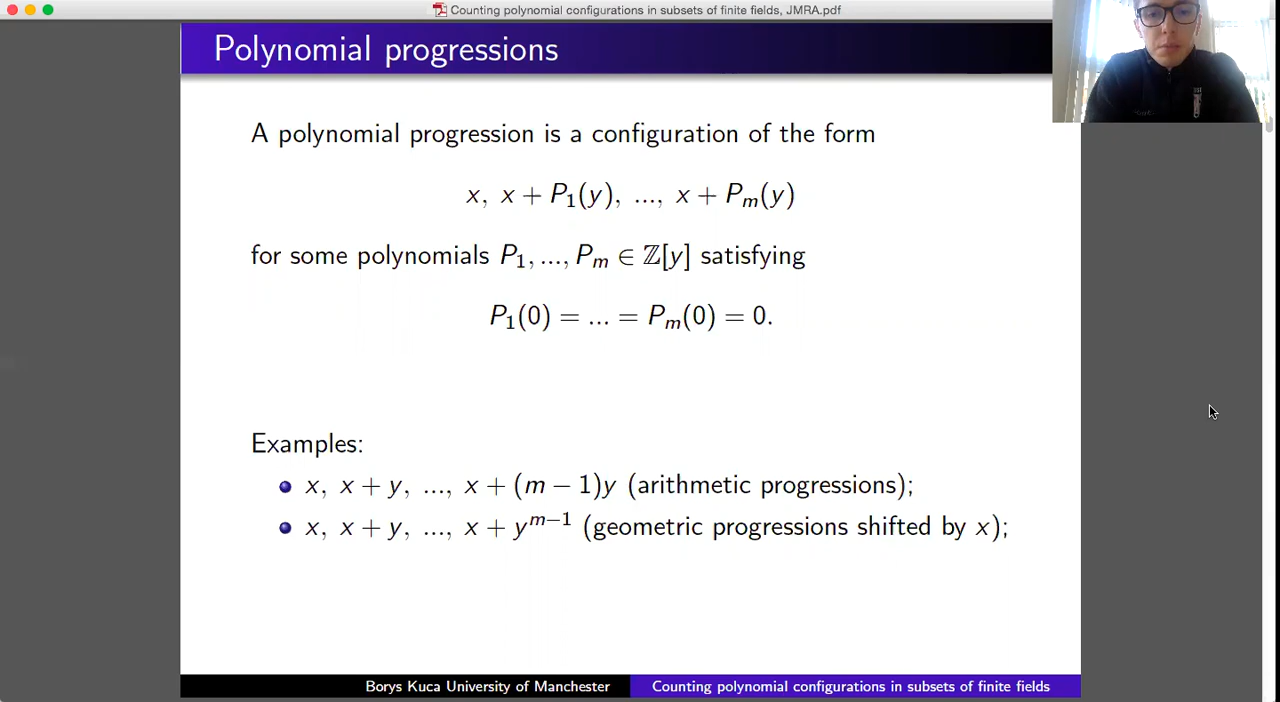 Counting polynomial configurations in subsets of finite fields, JMRA.pdf
Polynomial progressions
A polynomial progression is a configuration of the form
x, x + P₁(y), ..., x + Pₘ(y)
for some polynomials P₁, ..., Pₘ ∈ ℤ[y] satisfying
P₁(0) = ... = Pₘ(0) = 0.
Examples:
x, x + y, ..., x + (m − 1)y (arithmetic progressions);
x, x + y, ..., x + yᵐ⁻¹ (geometric progressions shifted by x);
Borys Kuca University of Manchester
Counting polynomial configurations in subsets of finite fields